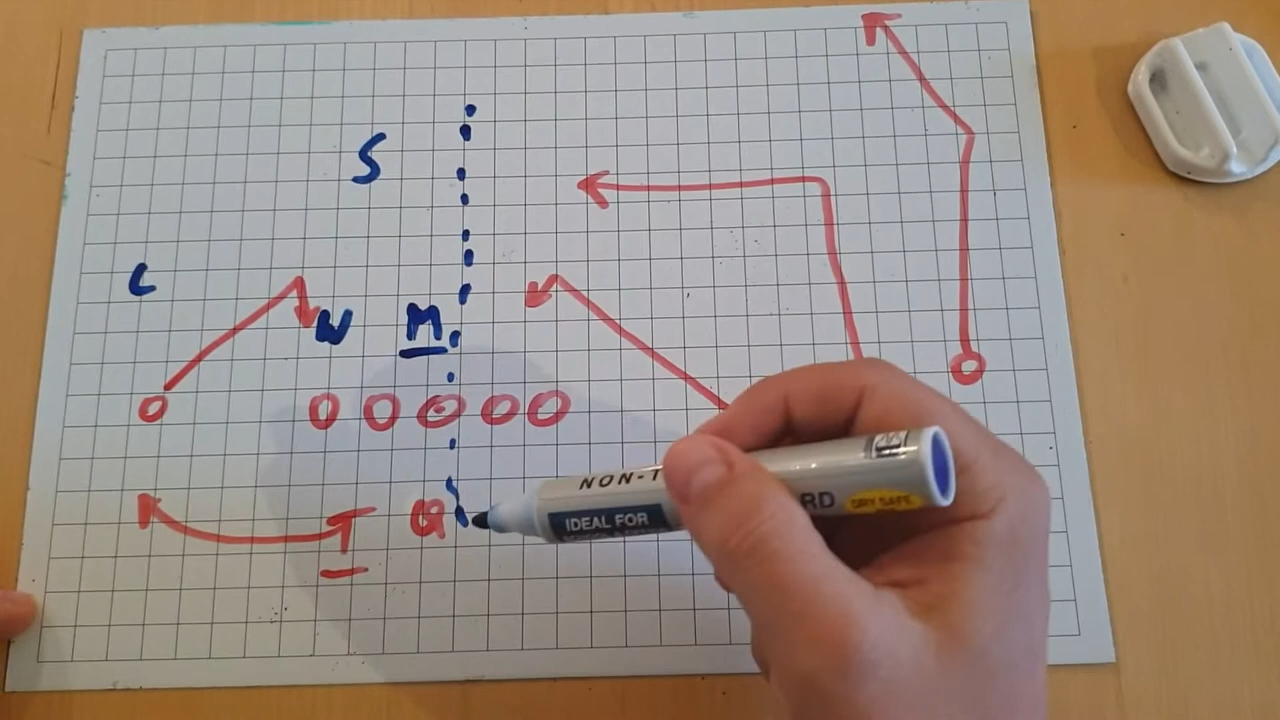 S
C
W M
O O O O O O O
T Q
NON-T
IDEAL FOR
RD DRY SAFE